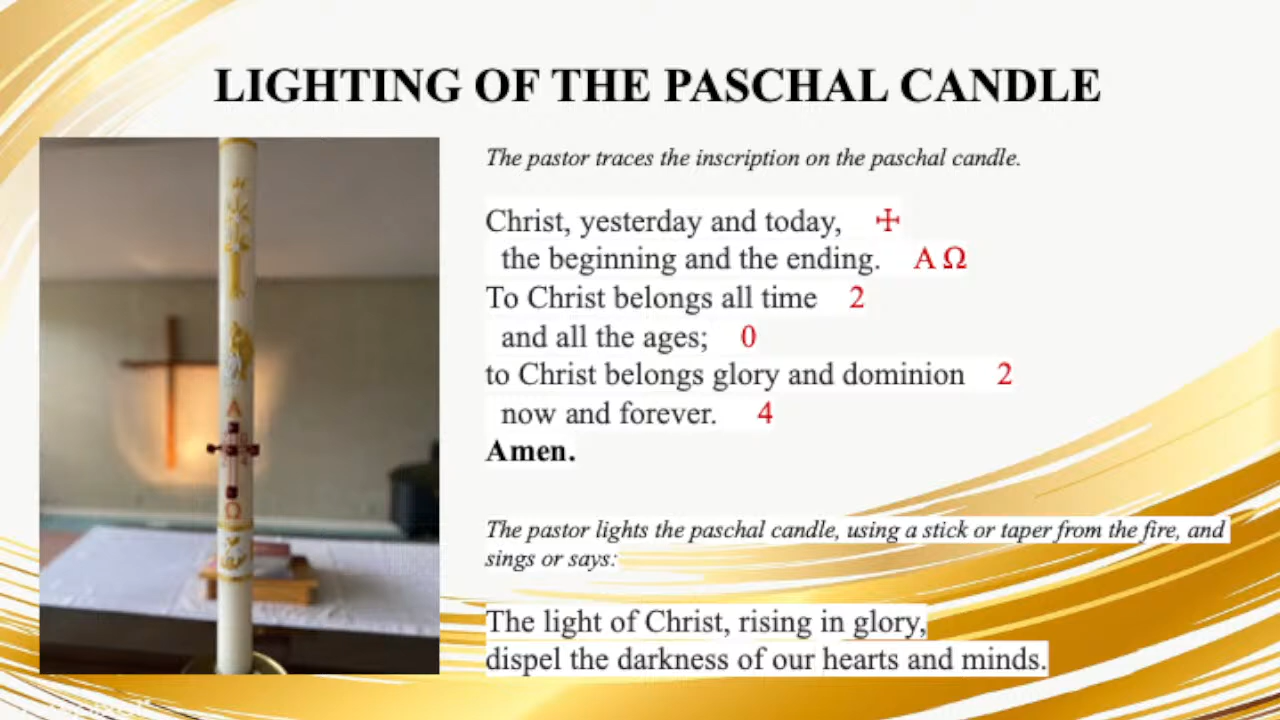 LIGHTING OF THE PASCHAL CANDLE
The pastor traces the inscription on the paschal candle.
Christ, yesterday and today, ☩
the beginning and the ending. Α Ω
To Christ belongs all time 2
and all the ages; 0
to Christ belongs glory and dominion 2
now and forever. 4
Amen.
The pastor lights the paschal candle, using a stick or taper from the fire, and
sings or says:
The light of Christ, rising in glory,
dispel the darkness of our hearts and minds.
Α
Ω